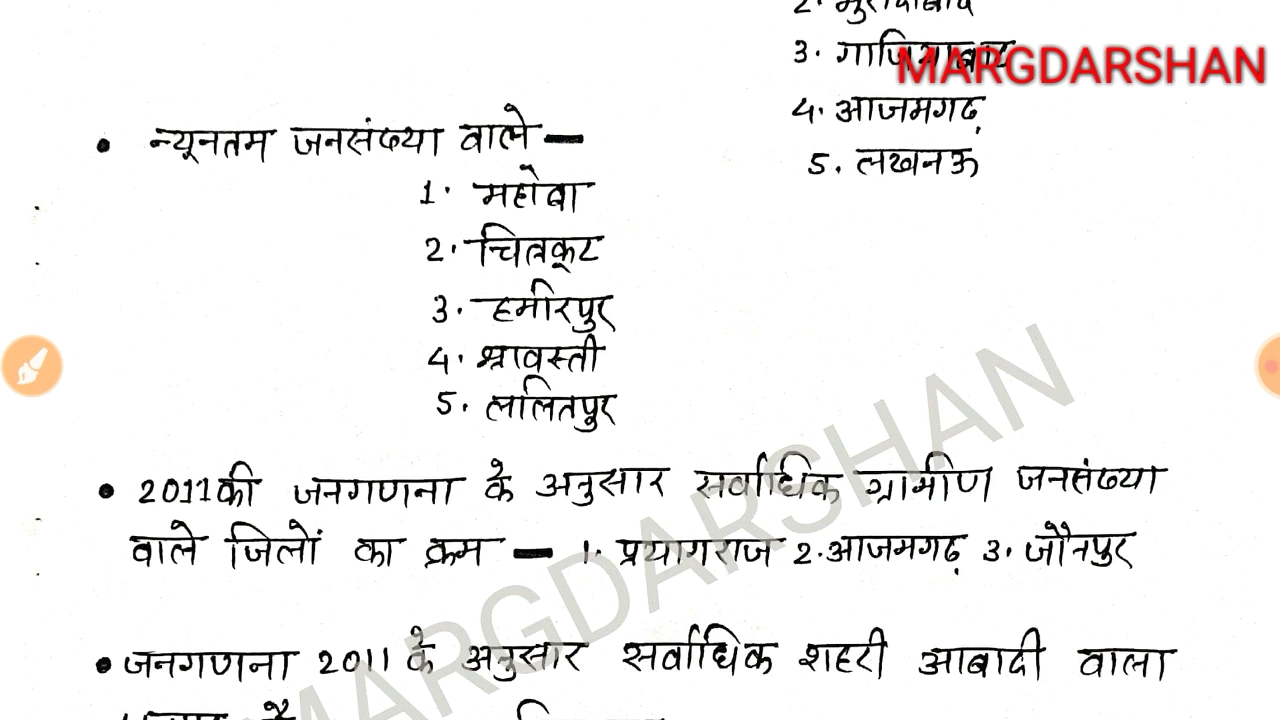 2. मुरादाबाद
3. गाजियाबाद
MARGDARSHAN
4. आजमगढ़
• न्यूनतम जनसंख्या वाले —
5. लखनऊ
1. महोबा
2. चित्रकूट
3. हमीरपुर
4. श्रावस्ती
5. ललितपुर
• 2011 की जनगणना के अनुसार सर्वाधिक ग्रामीण जनसंख्या
वाले जिलों का क्रम — 1. प्रयागराज 2. आजमगढ़ 3. जौनपुर
• जनगणना 2011 के अनुसार सर्वाधिक शहरी आबादी वाला
MARGDARSHAN